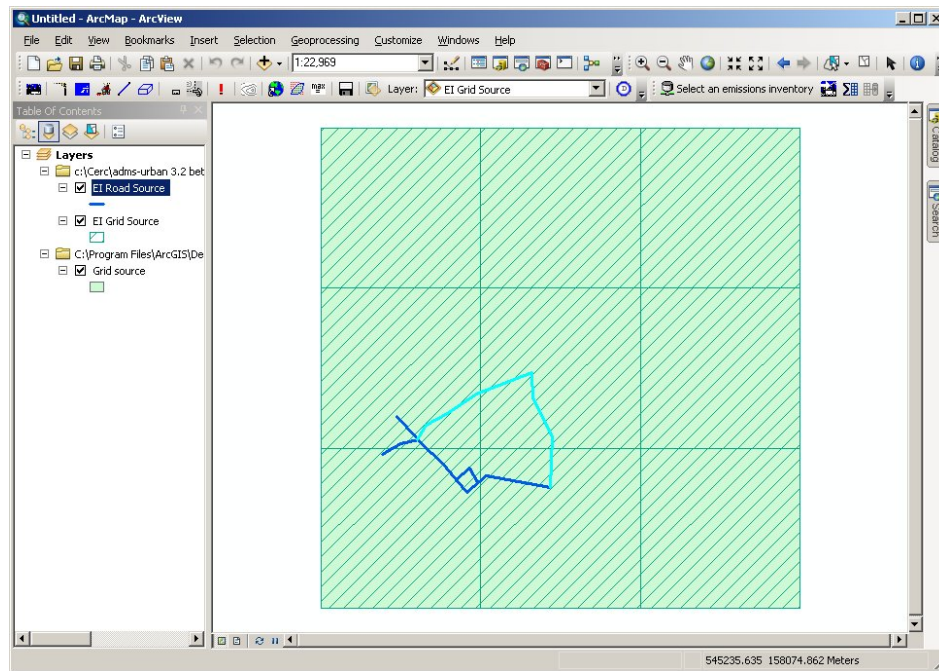 Untitled - ArcMap - ArcView
File Edit View Bookmarks Insert Selection Geoprocessing Customize Windows Help
1:22,969
Layer: EI Grid Source Select an emissions inventory
Table Of Contents
Layers
c:\Cerc\adms-urban 3.2 bet
EI Road Source
EI Grid Source
C:\Program Files\ArcGIS\De
Grid source
Catalog
Search
545235.635 158074.862 Meters